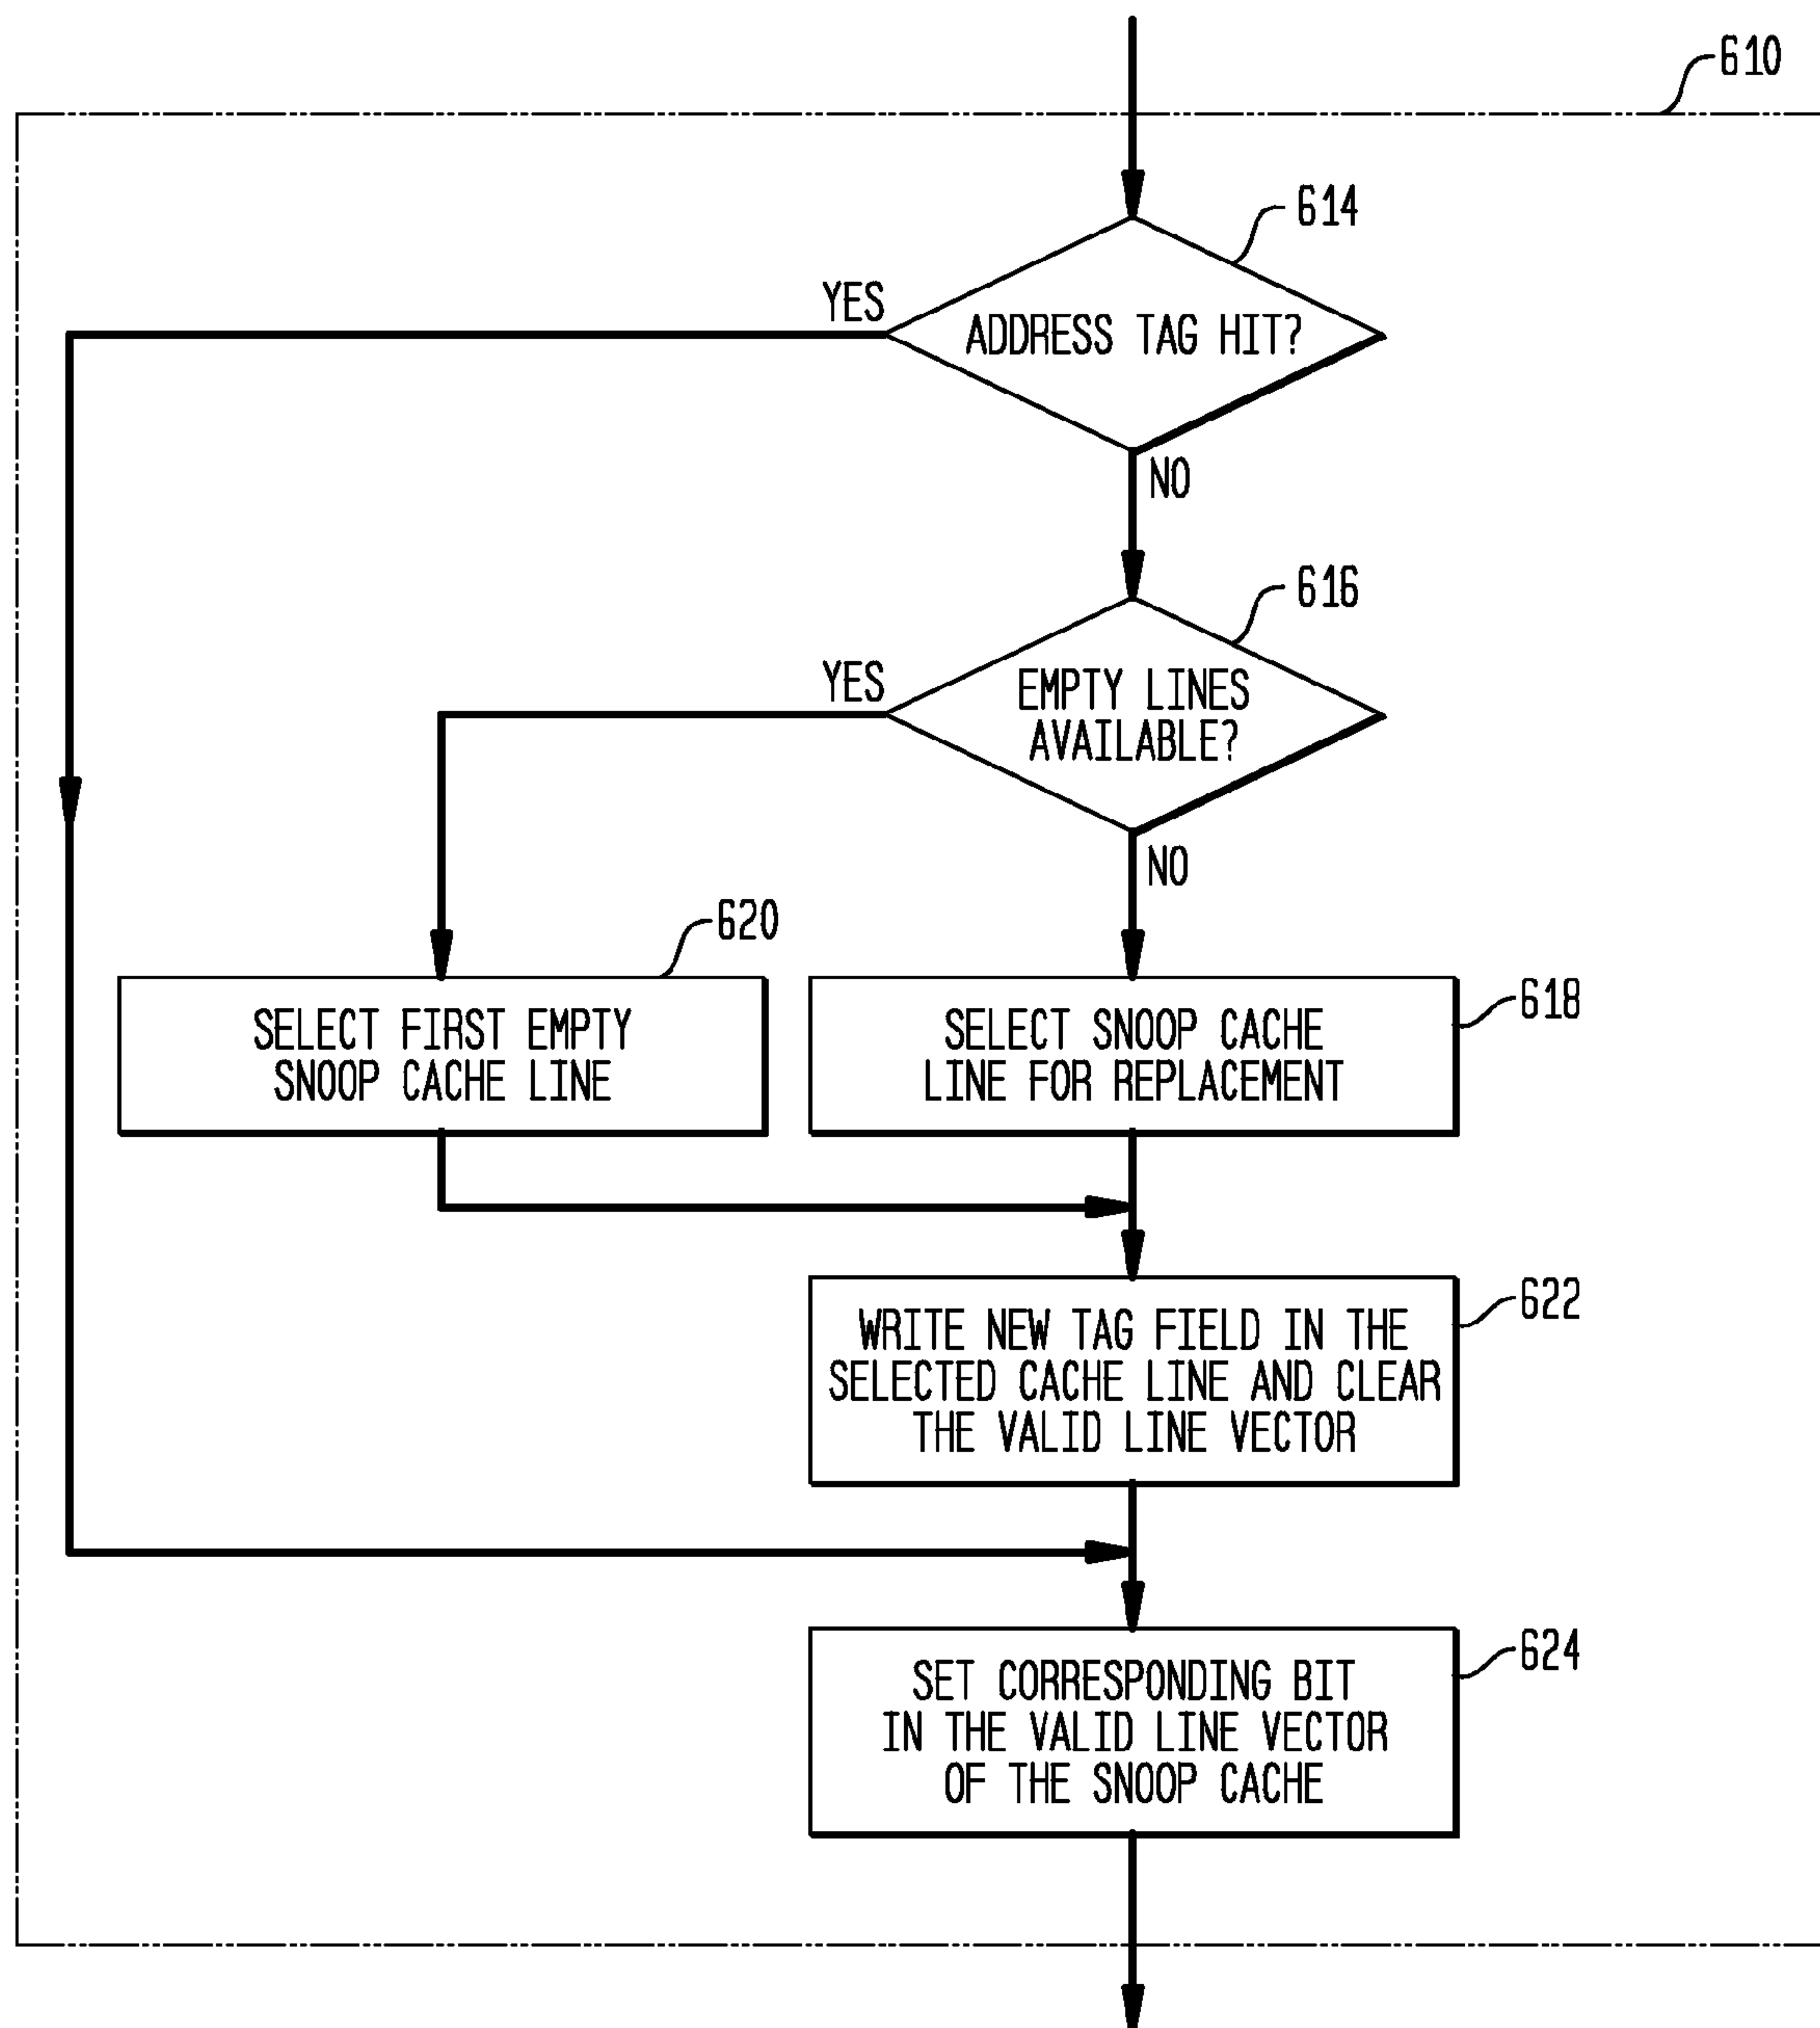 610
614
YES
ADDRESS TAG HIT?
NO
616
YES
EMPTY LINES
AVAILABLE?
NO
620
SELECT FIRST EMPTY
SNOOP CACHE LINE
618
SELECT SNOOP CACHE
LINE FOR REPLACEMENT
622
WRITE NEW TAG FIELD IN THE
SELECTED CACHE LINE AND CLEAR
THE VALID LINE VECTOR
624
SET CORRESPONDING BIT
IN THE VALID LINE VECTOR
OF THE SNOOP CACHE